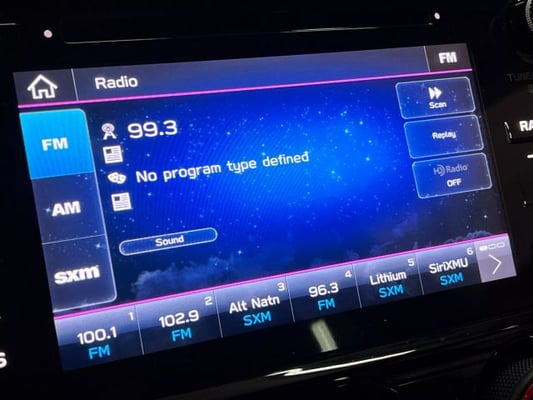 Radio
FM
FM
AM
sxm
99.3
No program type defined
Sound
Scan
Replay
HD Radio
OFF
1
100.1
FM
2
102.9
FM
3
Alt Natn
SXM
4
96.3
FM
5
Lithium
SXM
6
SiriXMU
SXM
TUNE
RA
S